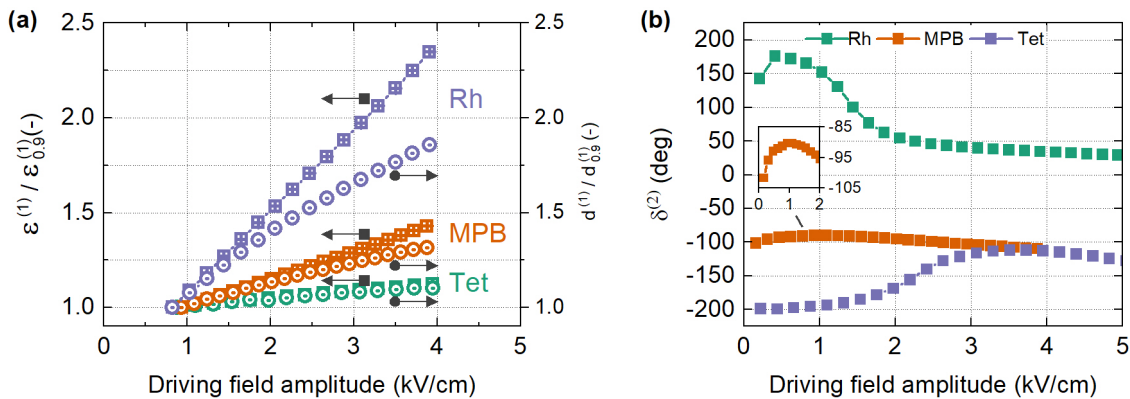 (a)
2.5
2.0
1.5
1.0
ε⁽¹⁾ / ε⁽¹⁾₀.₉(-)
Rh
MPB
Tet
2.5
2.0
1.5
1.0
d⁽¹⁾ / d⁽¹⁾₀.₉(-)
0 1 2 3 4 5
Driving field amplitude (kV/cm)
(b)
Rh MPB Tet
200
150
100
50
0
-50
-100
-150
-200
δ⁽²⁾ (deg)
-85
-95
-105
0 1 2
0 1 2 3 4 5
Driving field amplitude (kV/cm)